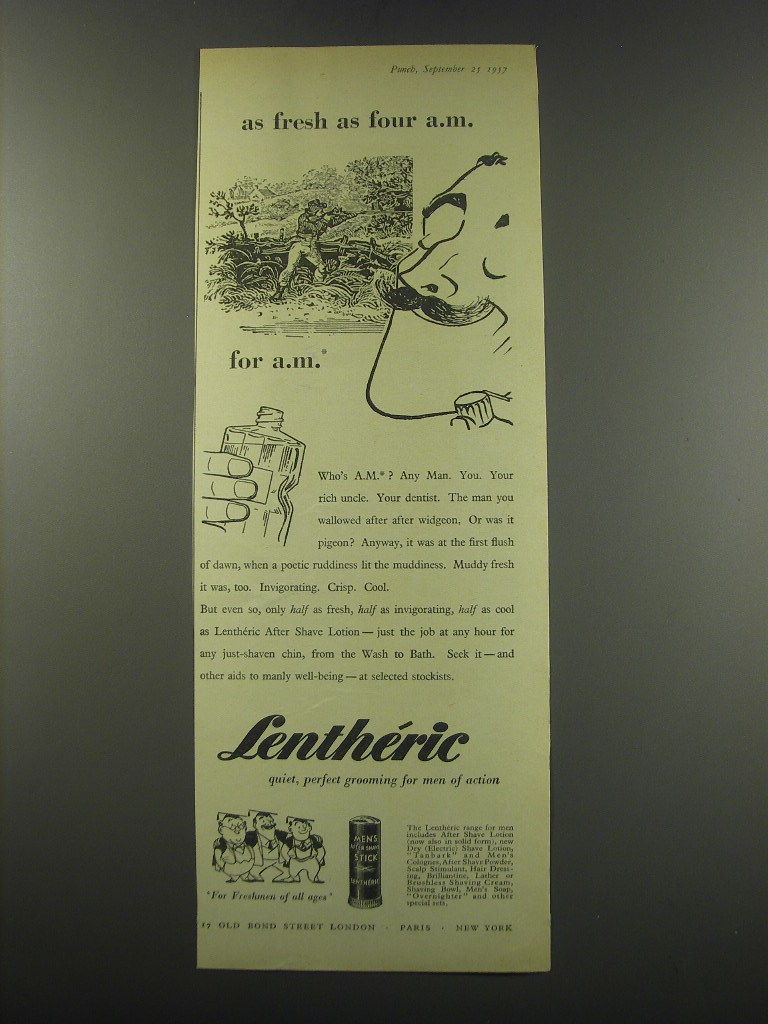 Punch, September 25 1957
as fresh as four a.m.
for a.m.*
Who's A.M.*? Any Man. You. Your
rich uncle. Your dentist. The man you
wallowed after after widgeon. Or was it
pigeon? Anyway, it was at the first flush
of dawn, when a poetic ruddiness lit the muddiness. Muddy fresh
it was, too. Invigorating. Crisp. Cool.
But even so, only half as fresh, half as invigorating, half as cool
as Lenthéric After Shave Lotion — just the job at any hour for
any just-shaven chin, from the Wash to Bath. Seek it — and
other aids to manly well-being — at selected stockists.
Lenthéric
quiet, perfect grooming for men of action
MEN'S
AFTER SHAVE
STICK
LENTHÉRIC
'For Freshmen of all ages'
The Lenthéric range for men
includes After Shave Lotion
(now also in solid form), new
Dry (Electric) Shave Lotion,
"Tanbark" and Men's
Colognes, After Shave Powder,
Scalp Stimulant, Hair Dress-
ing, Brilliantine, Lather or
Brushless Shaving Cream,
Shaving Bowl, Men's Soap,
"Overnighter" and other
special sets.
17 OLD BOND STREET LONDON · PARIS · NEW YORK